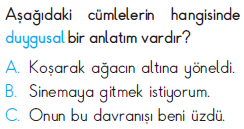 Aşağıdaki cümlelerin hangisinde
duygusal bir anlatım vardır?
A. Koşarak ağacın altına yöneldi.
B. Sinemaya gitmek istiyorum.
C. Onun bu davranışı beni üzdü.